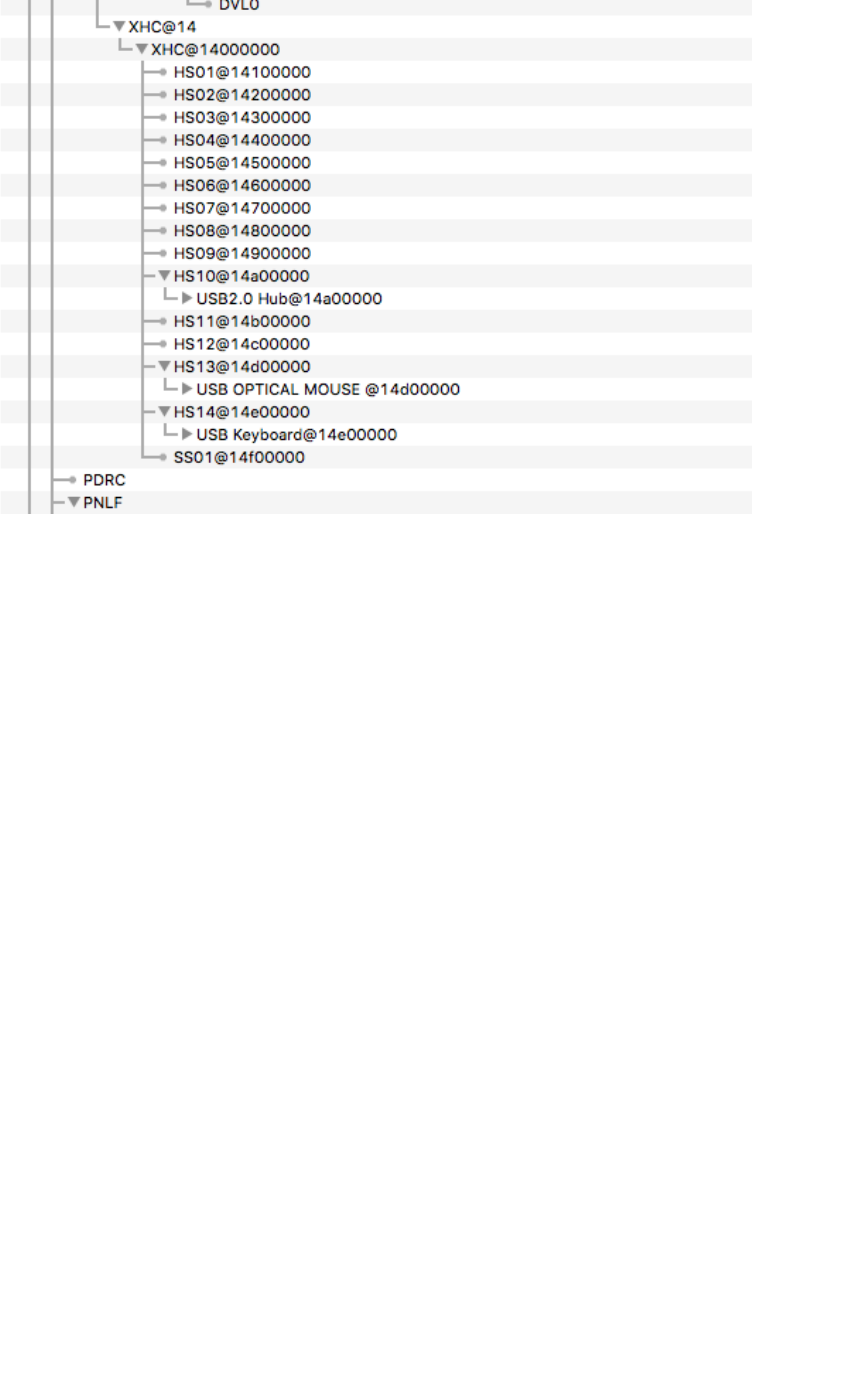 DVL0
XHC@14
XHC@14000000
HS01@14100000
HS02@14200000
HS03@14300000
HS04@14400000
HS05@14500000
HS06@14600000
HS07@14700000
HS08@14800000
HS09@14900000
HS10@14a00000
USB2.0 Hub@14a00000
HS11@14b00000
HS12@14c00000
HS13@14d00000
USB OPTICAL MOUSE @14d00000
HS14@14e00000
USB Keyboard@14e00000
SS01@14f00000
PDRC
PNLF